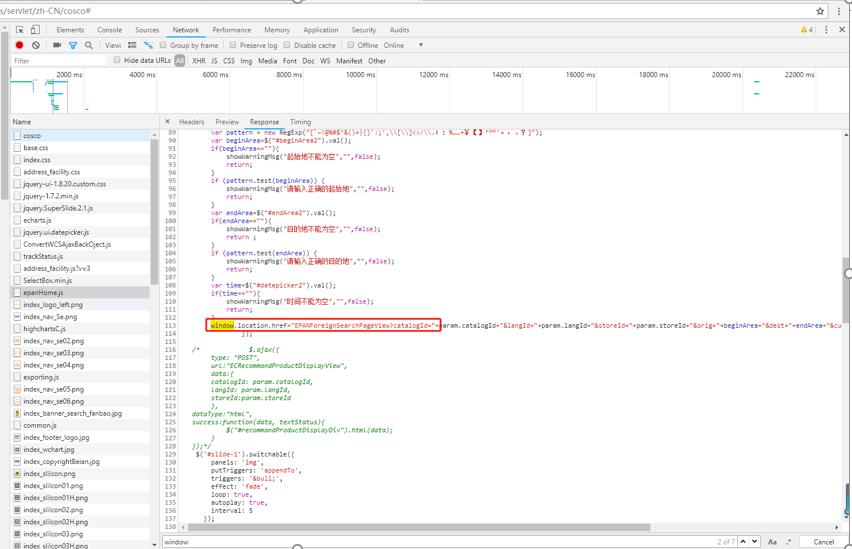 s/servlet/zh-CN/cosco#
Elements Console Sources Network Performance Memory Application Security Audits 4
View: Group by frame Preserve log Disable cache Offline Online
Filter Hide data URLs All XHR JS CSS Img Media Font Doc WS Manifest Other
2000 ms 4000 ms 6000 ms 8000 ms 10000 ms 12000 ms 14000 ms 16000 ms 18000 ms 20000 ms 22000 ms
Name
cosco
base.css
index.css
address_facility.css
jquery-ui-1.8.20.custom.css
jquery-1.7.2.min.js
jquery.SuperSlide.2.1.js
echarts.js
jquery.ui.datepicker.js
ConvertWCSAjaxBackOject.js
trackStatus.js
address_facility.js?v=3
SelectBox.min.js
epanHome.js
index_logo_left.png
index_nav_Se.png
highchartsC.js
index_nav_se02.png
index_nav_se03.png
index_nav_se04.png
exporting.js
index_nav_se05.png
index_nav_se06.png
index_banner_search_fanbao.jpg
common.js
index_footer_logo.jpg
index_wchart.jpg
index_copyrightBeian.jpg
index_slilcon.png
index_slilcon01.png
index_slilcon01H.png
index_slilcon02.png
index_slilcon02H.png
index_slilcon03.png
index_slilcon03H.png
× Headers Preview Response Timing
89
90 var beginArea=$("#beginArea2").val();
91 if(beginArea==""){
92 showWarningMsg("起始地不能为空","",false);
93 return;
94 }
95 if (pattern.test(beginArea)) {
96 showWarningMsg("请输入正确的起始地","",false);
97 return;
98 }
99 var endArea=$("#endArea2").val();
100 if(endArea==""){
101 showWarningMsg("目的地不能为空","",false);
102 return ;
103 }
104 if (pattern.test(endArea)) {
105 showWarningMsg("请输入正确的目的地","",false);
106 return;
107 }
108 var time=$("#datepicker2").val();
109 if(time==""){
110 showWarningMsg("时间不能为空","",false);
111 return;
112 }
113 window.location.href="EPANForeignSearchPageView?catalogId="+param.catalogId+"&langId="+param.langId+"&storeId="+param.storeId+"&orig="+beginArea+"&dest="+endArea+"&cu
114 });
115
116 /* $.ajax({
117 type: "POST",
118 url:"ECRecommandProductDisplayView",
119 data:{
120 catalogId: param.catalogId,
121 langId: param.langId,
122 storeId:param.storeId
123 },
124 dataType:"html",
125 success:function(data, textStatus){
126 $("#recommandProductDisplayDiv").html(data);
127 }
128 });*/
129 $('#slide-1').switchable({
130 panels: 'img',
131 putTriggers: 'appendTo',
132 triggers: '&bull;',
133 effect: 'fade',
134 loop: true,
135 autoplay: true,
136 interval: 5
137 });
138
window 2 of 7 Aa .* Cancel